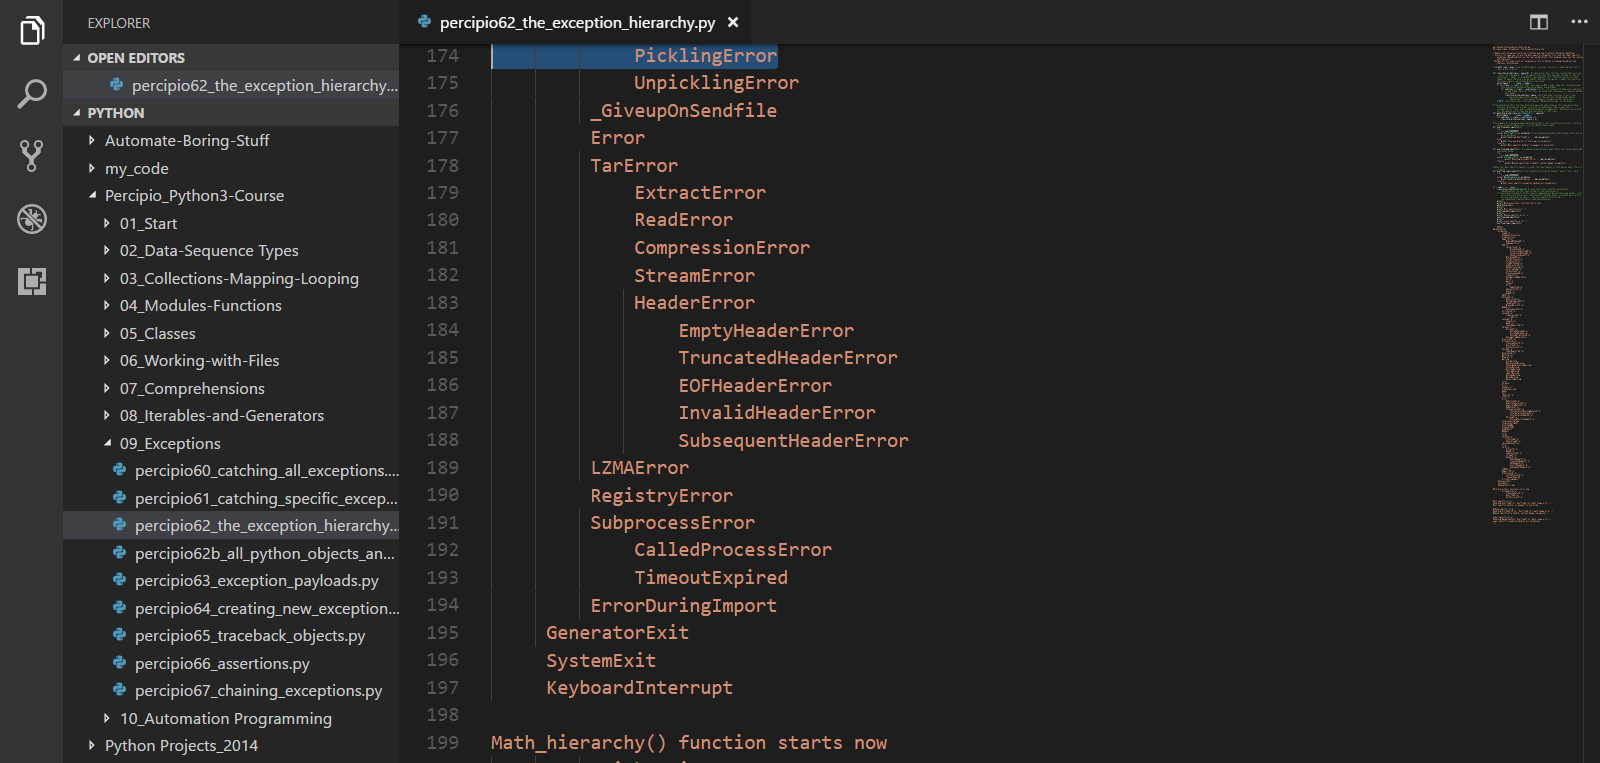 EXPLORER
OPEN EDITORS
percipio62_the_exception_hierarchy...
PYTHON
Automate-Boring-Stuff
my_code
Percipio_Python3-Course
01_Start
02_Data-Sequence Types
03_Collections-Mapping-Looping
04_Modules-Functions
05_Classes
06_Working-with-Files
07_Comprehensions
08_Iterables-and-Generators
09_Exceptions
percipio60_catching_all_exceptions....
percipio61_catching_specific_excep...
percipio62_the_exception_hierarchy...
percipio62b_all_python_objects_an...
percipio63_exception_payloads.py
percipio64_creating_new_exception...
percipio65_traceback_objects.py
percipio66_assertions.py
percipio67_chaining_exceptions.py
10_Automation Programming
Python Projects_2014
percipio62_the_exception_hierarchy.py
174 PicklingError
175 UnpicklingError
176 _GiveupOnSendfile
177 Error
178 TarError
179 ExtractError
180 ReadError
181 CompressionError
182 StreamError
183 HeaderError
184 EmptyHeaderError
185 TruncatedHeaderError
186 EOFHeaderError
187 InvalidHeaderError
188 SubsequentHeaderError
189 LZMAError
190 RegistryError
191 SubprocessError
192 CalledProcessError
193 TimeoutExpired
194 ErrorDuringImport
195 GeneratorExit
196 SystemExit
197 KeyboardInterrupt
198
199 Math_hierarchy() function starts now